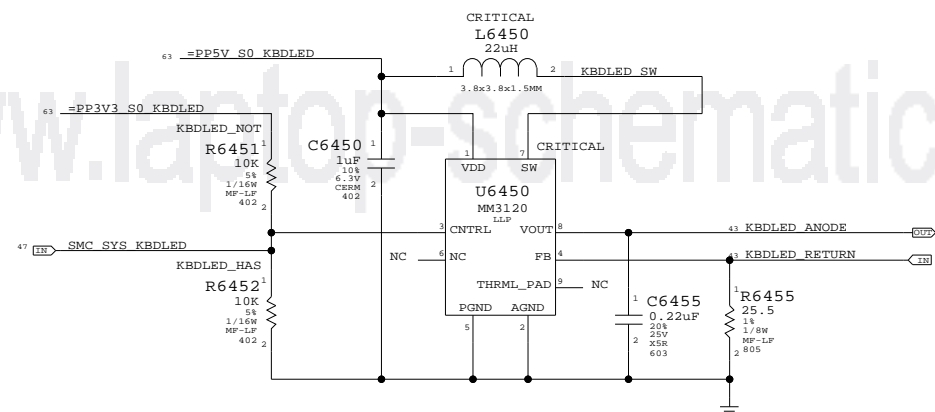 www.laptop-schematic
CRITICAL
L6450
22uH
1
2
3.8x3.8x1.5MM
KBDLED_SW
63
=PP5V_S0_KBDLED
63
=PP3V3_S0_KBDLED
KBDLED_NOT
R6451
10K
5%
1/16W
MF-LF
402
1
2
C6450
1uF
10%
6.3V
CERM
402
1
2
1
VDD
7
SW
CRITICAL
U6450
MM3120
LLP
3
CNTRL
VOUT
8
43
KBDLED_ANODE
OUT
NC
6
NC
FB
4
43
KBDLED_RETURN
IN
THRML_PAD
9
NC
PGND
AGND
5
2
47
IN
SMC_SYS_KBDLED
KBDLED_HAS
R6452
10K
5%
1/16W
MF-LF
402
1
2
1
C6455
0.22uF
20%
25V
X5R
603
2
1
R6455
25.5
1%
1/8W
MF-LF
805
2